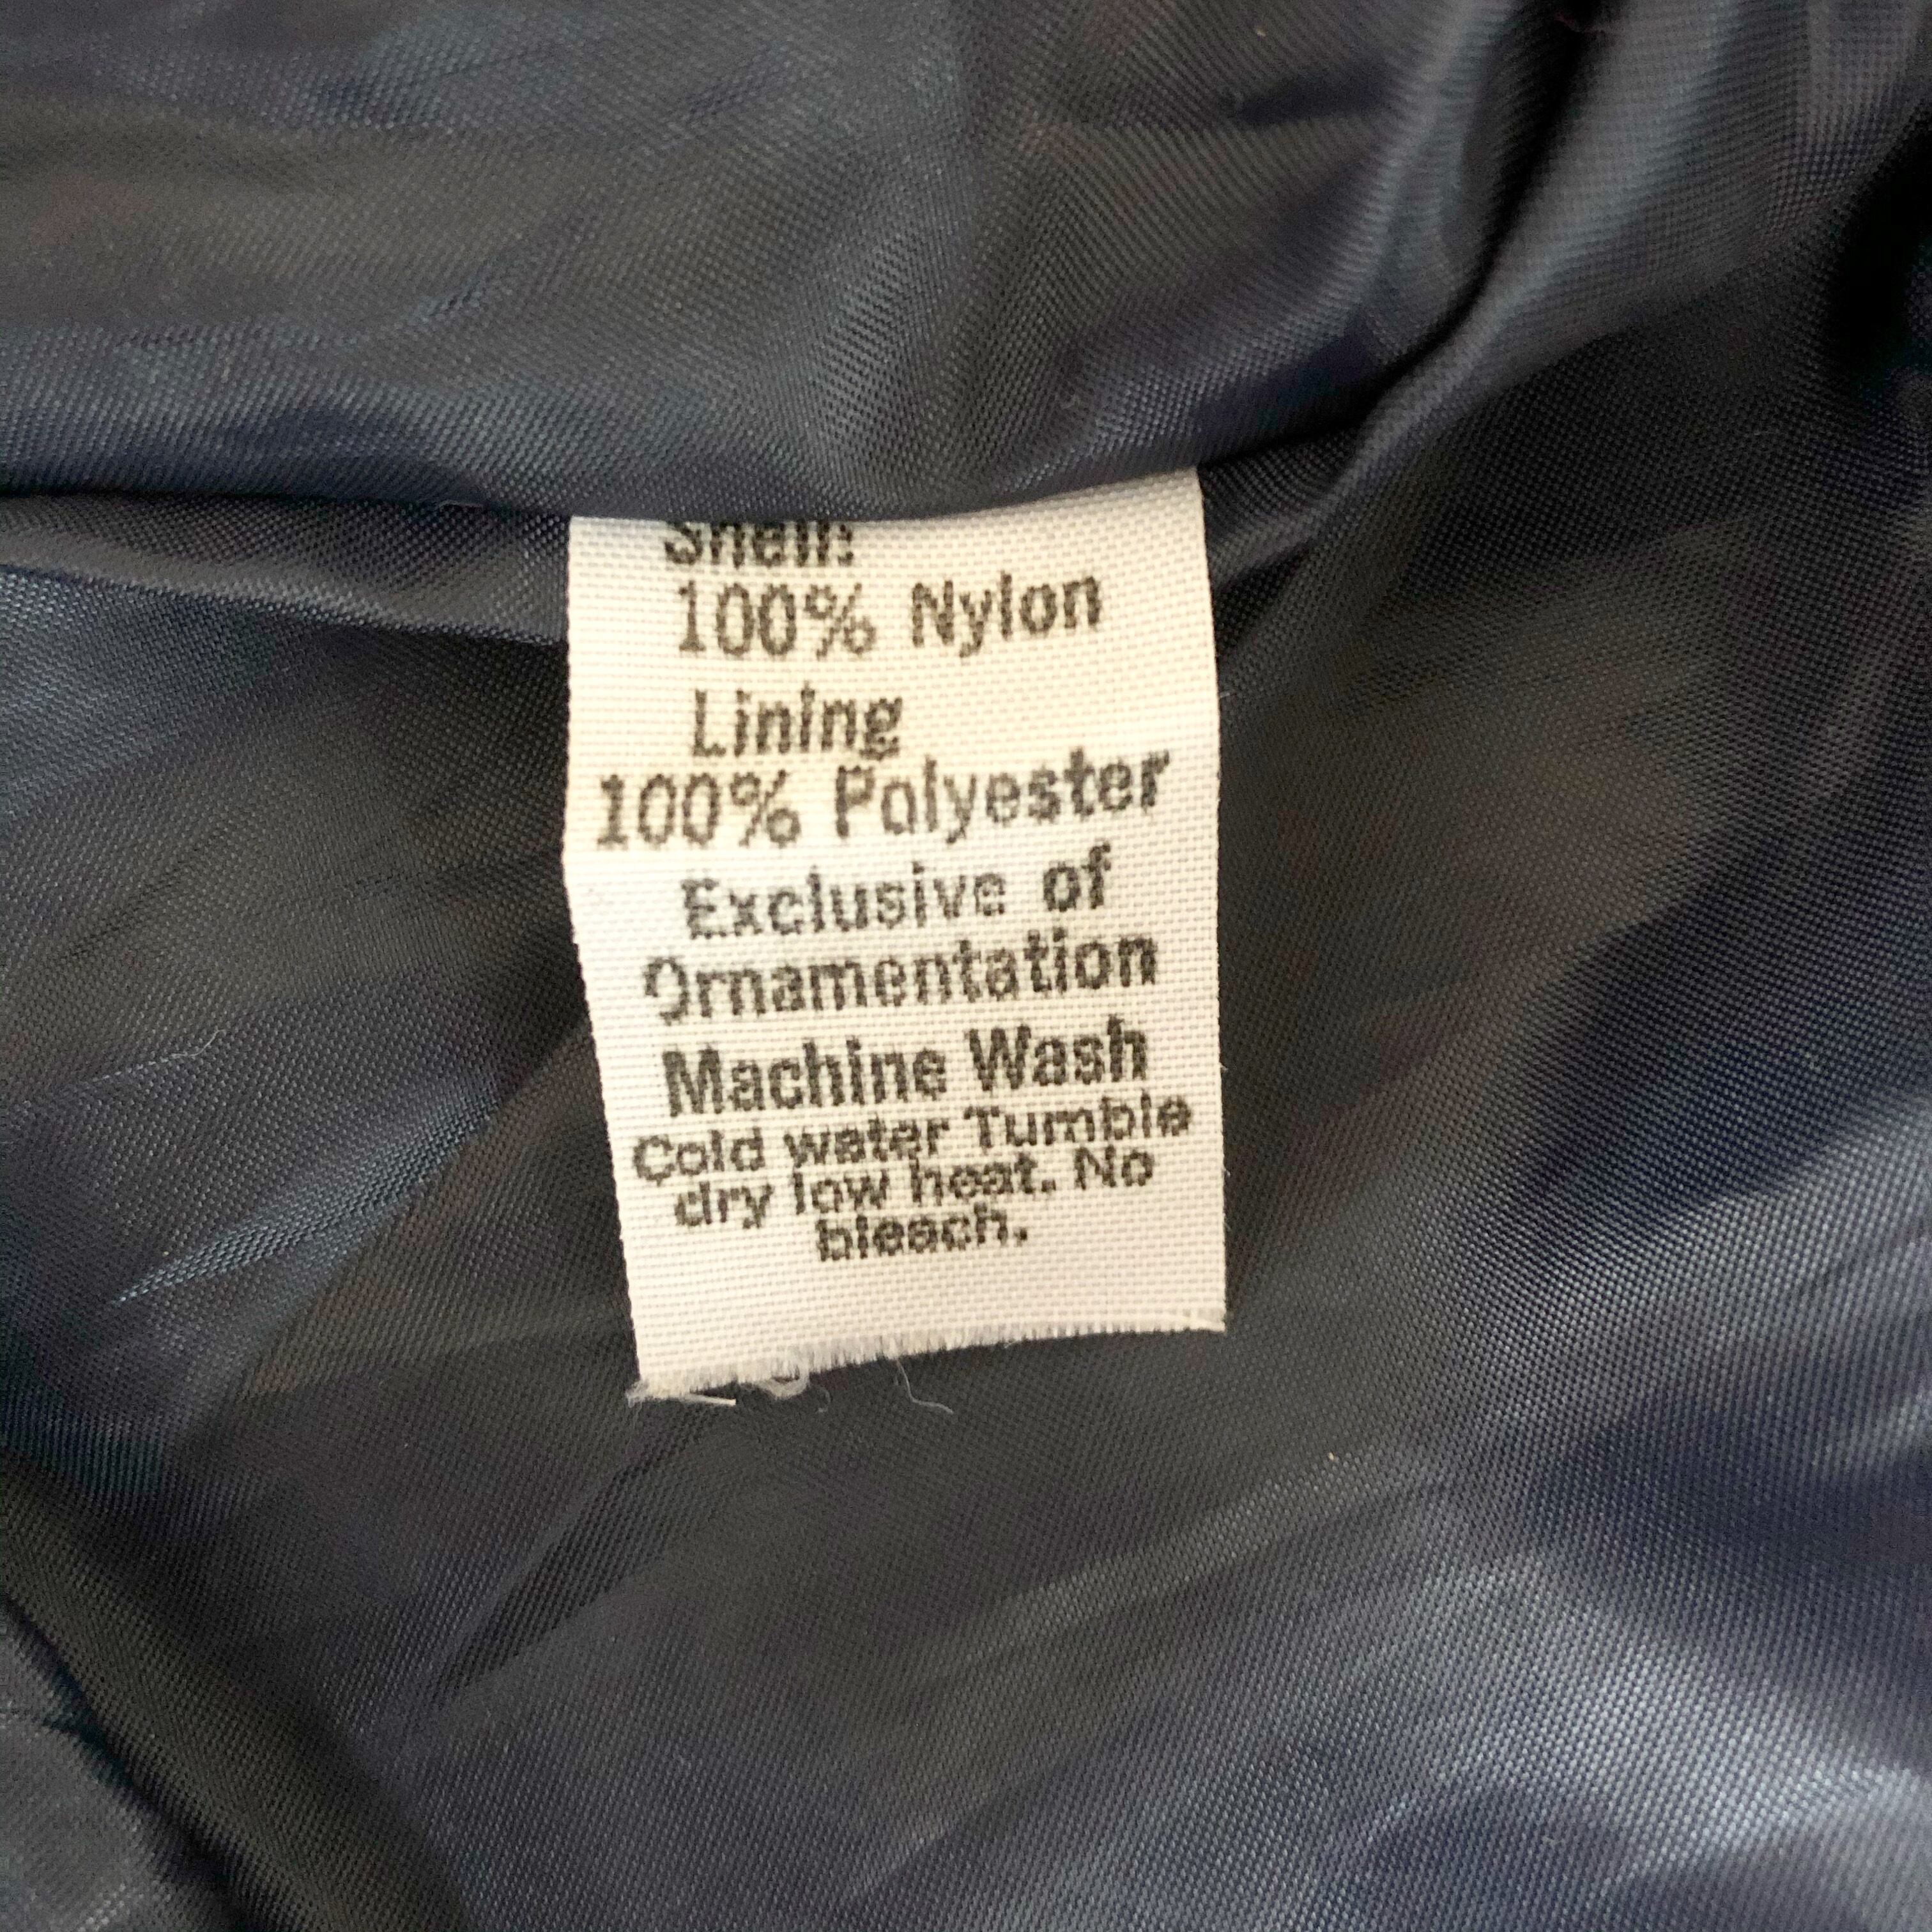 Shell:
100% Nylon
Lining
100% Polyester
Exclusive of
Ornamentation
Machine Wash
Cold water Tumble
dry low heat. No
bleach.